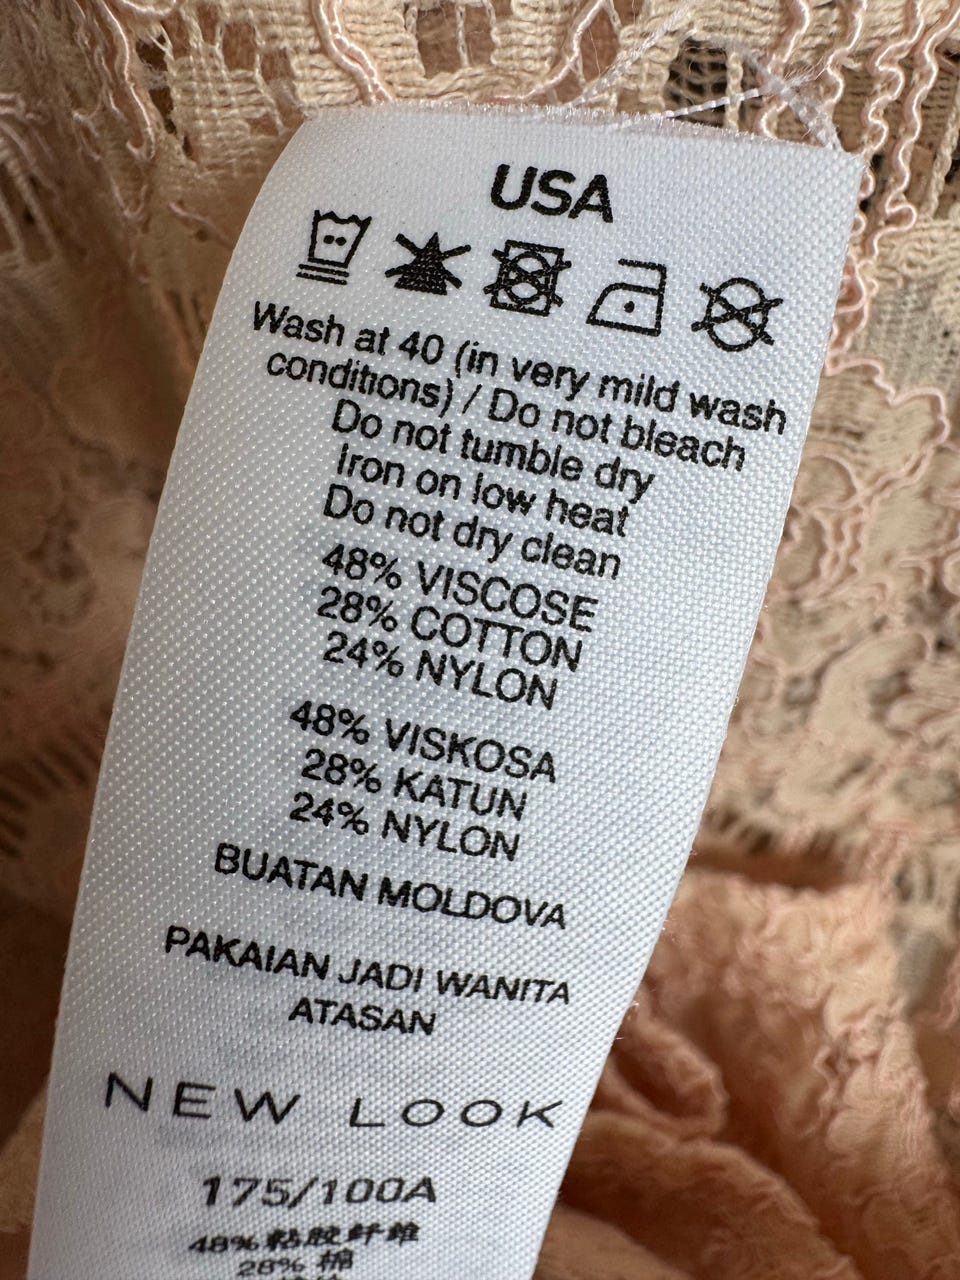 USA
Wash at 40 (in very mild wash
conditions) / Do not bleach
Do not tumble dry
Iron on low heat
Do not dry clean
48% VISCOSE
28% COTTON
24% NYLON
48% VISKOSA
28% KATUN
24% NYLON
BUATAN MOLDOVA
PAKAIAN JADI WANITA
ATASAN
NEW LOOK
175/100A
48% 粘胶纤維
28% 棉